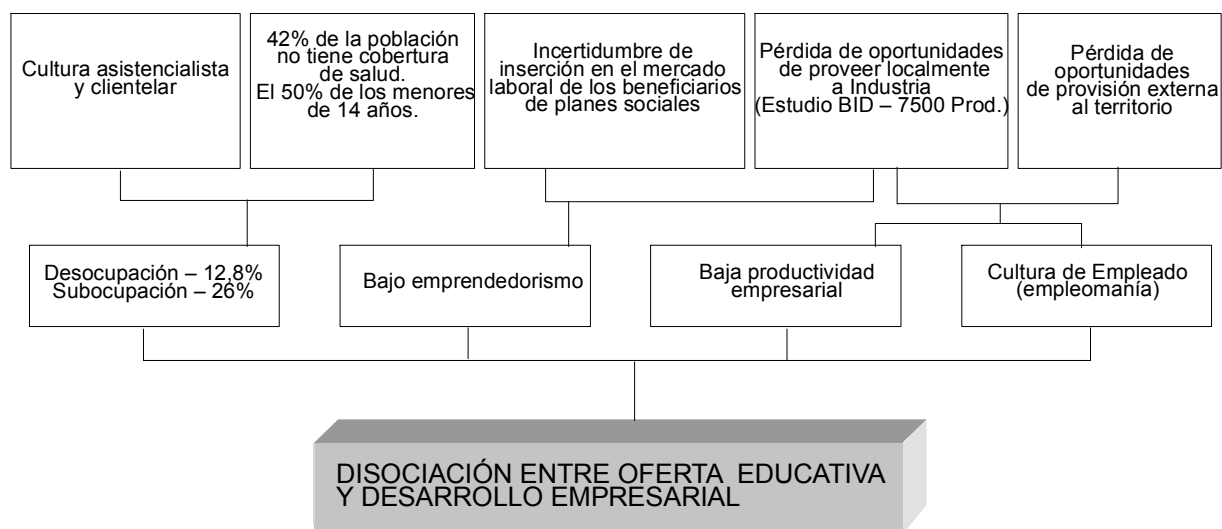 Cultura asistencialista
y clientelar
42% de la población
no tiene cobertura
de salud.
El 50% de los menores
de 14 años.
Incertidumbre de
inserción en el mercado
laboral de los beneficiarios
de planes sociales
Pérdida de oportunidades
de proveer localmente
a Industria
(Estudio BID – 7500 Prod.)
Pérdida de
oportunidades
de provisión externa
al territorio
Desocupación – 12,8%
Subocupación – 26%
Bajo emprendedorismo
Baja productividad
empresarial
Cultura de Empleado
(empleomanía)
DISOCIACIÓN ENTRE OFERTA EDUCATIVA
Y DESARROLLO EMPRESARIAL